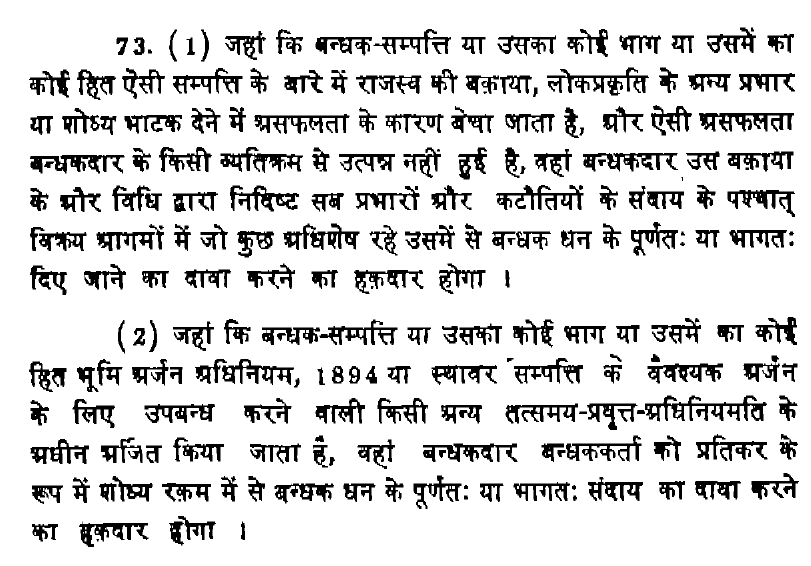 73. (1) जहां कि बन्धक-सम्पत्ति या उसका कोई भाग या उसमें का
कोई हित ऐसी सम्पत्ति के बारे में राजस्व की बक़ाया, लोकप्रकृति के अन्य प्रभार
या शोध्य भाटक देने में असफलता के कारण बेचा जाता है, और ऐसी असफलता
बन्धकदार के किसी व्यतिक्रम से उत्पन्न नहीं हुई है, वहां बन्धकदार उस बक़ाया
के और विधि द्वारा निदिष्ट सब प्रभारों और कटौतियों के संदाय के पश्चात्
विक्रय आगमों में जो कुछ अधिशेष रहे उसमें से बन्धक धन के पूर्णतः या भागतः
दिए जाने का दावा करने का हक़दार होगा ।
(2) जहां कि बन्धक-सम्पत्ति या उसका कोई भाग या उसमें का कोई
हित भूमि अर्जन अधिनियम, 1894 या स्थावर सम्पत्ति के वैवश्यक अर्जन
के लिए उपबन्ध करने वाली किसी अन्य तत्समय-प्रवृत्त-अधिनियमति के
अधीन अर्जित किया जाता है, वहां बन्धकदार बन्धककर्ता को प्रतिकर के
रूप में शोध्य रक़म में से बन्धक धन के पूर्णतः या भागतः संदाय का दावा करने
का हक़दार होगा ।